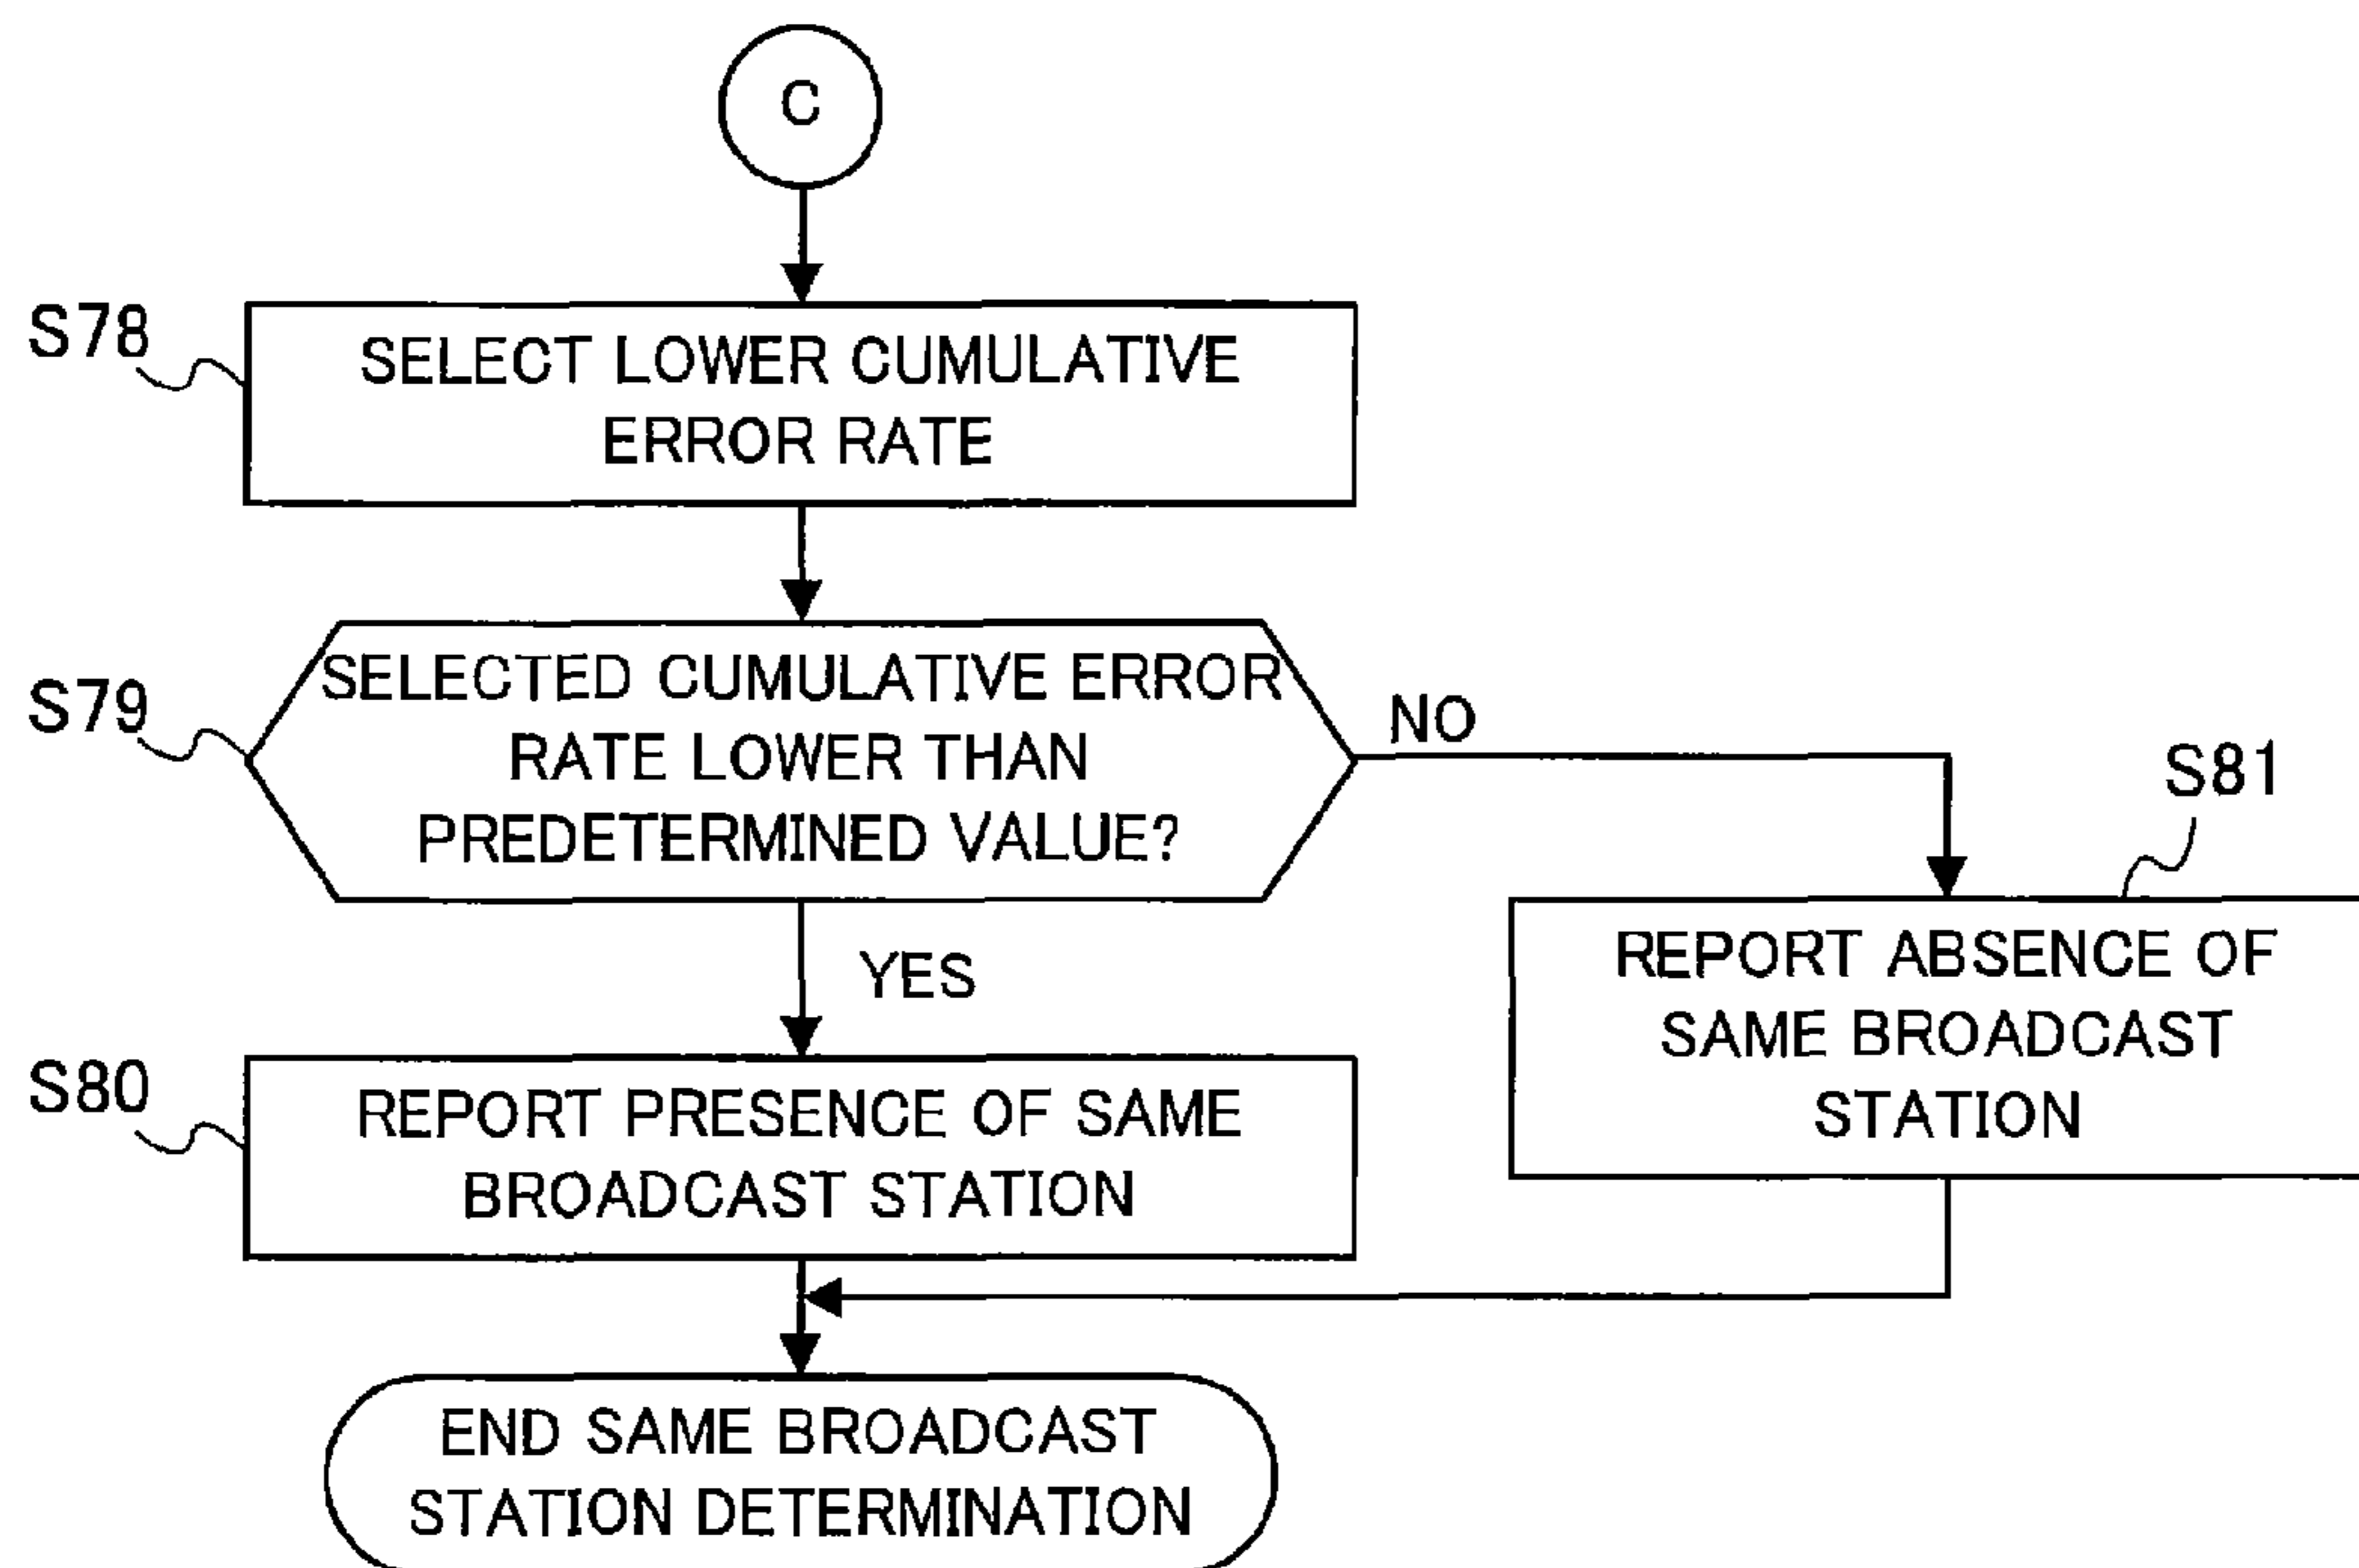 C
S78
SELECT LOWER CUMULATIVE
ERROR RATE
S79
SELECTED CUMULATIVE ERROR
RATE LOWER THAN
PREDETERMINED VALUE?
NO
S81
YES
REPORT ABSENCE OF
SAME BROADCAST
STATION
S80
REPORT PRESENCE OF SAME
BROADCAST STATION
END SAME BROADCAST
STATION DETERMINATION